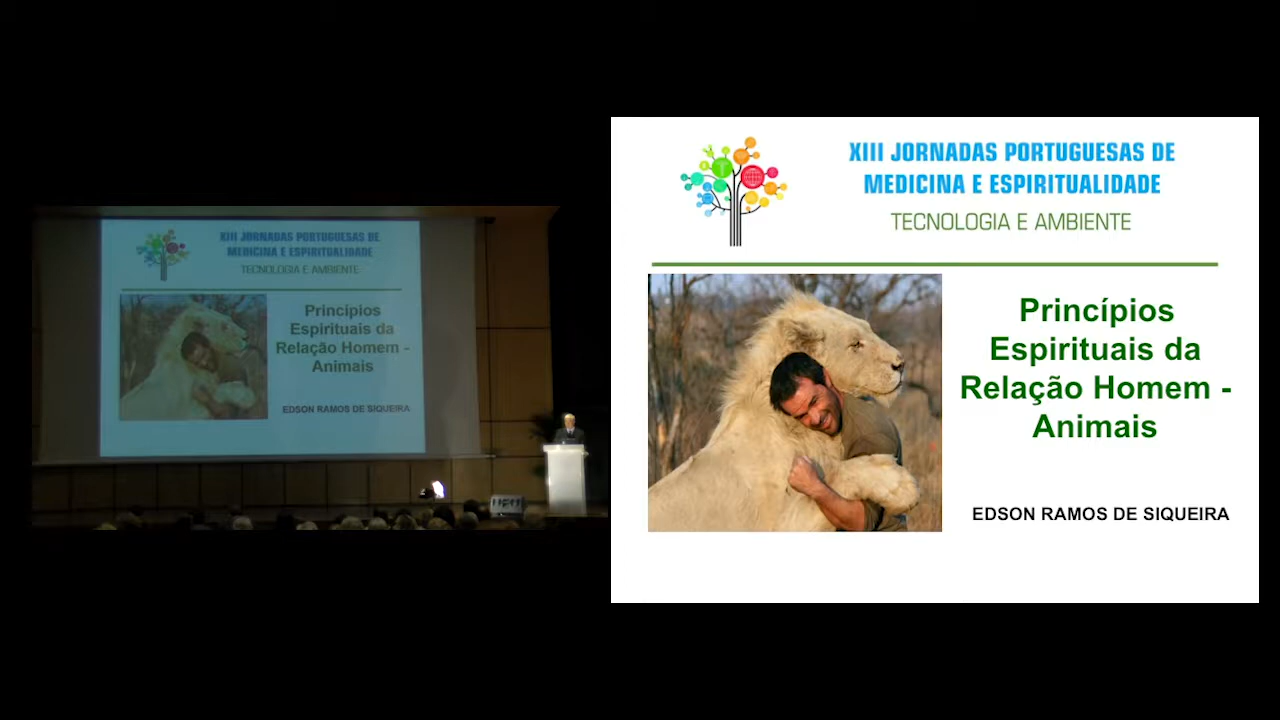 XIII JORNADAS PORTUGUESAS DE
MEDICINA E ESPIRITUALIDADE
TECNOLOGIA E AMBIENTE
Princípios
Espirituais da
Relação Homem -
Animais
EDSON RAMOS DE SIQUEIRA
XIII JORNADAS PORTUGUESAS DE
MEDICINA E ESPIRITUALIDADE
TECNOLOGIA E AMBIENTE
Princípios
Espirituais da
Relação Homem -
Animais
EDSON RAMOS DE SIQUEIRA